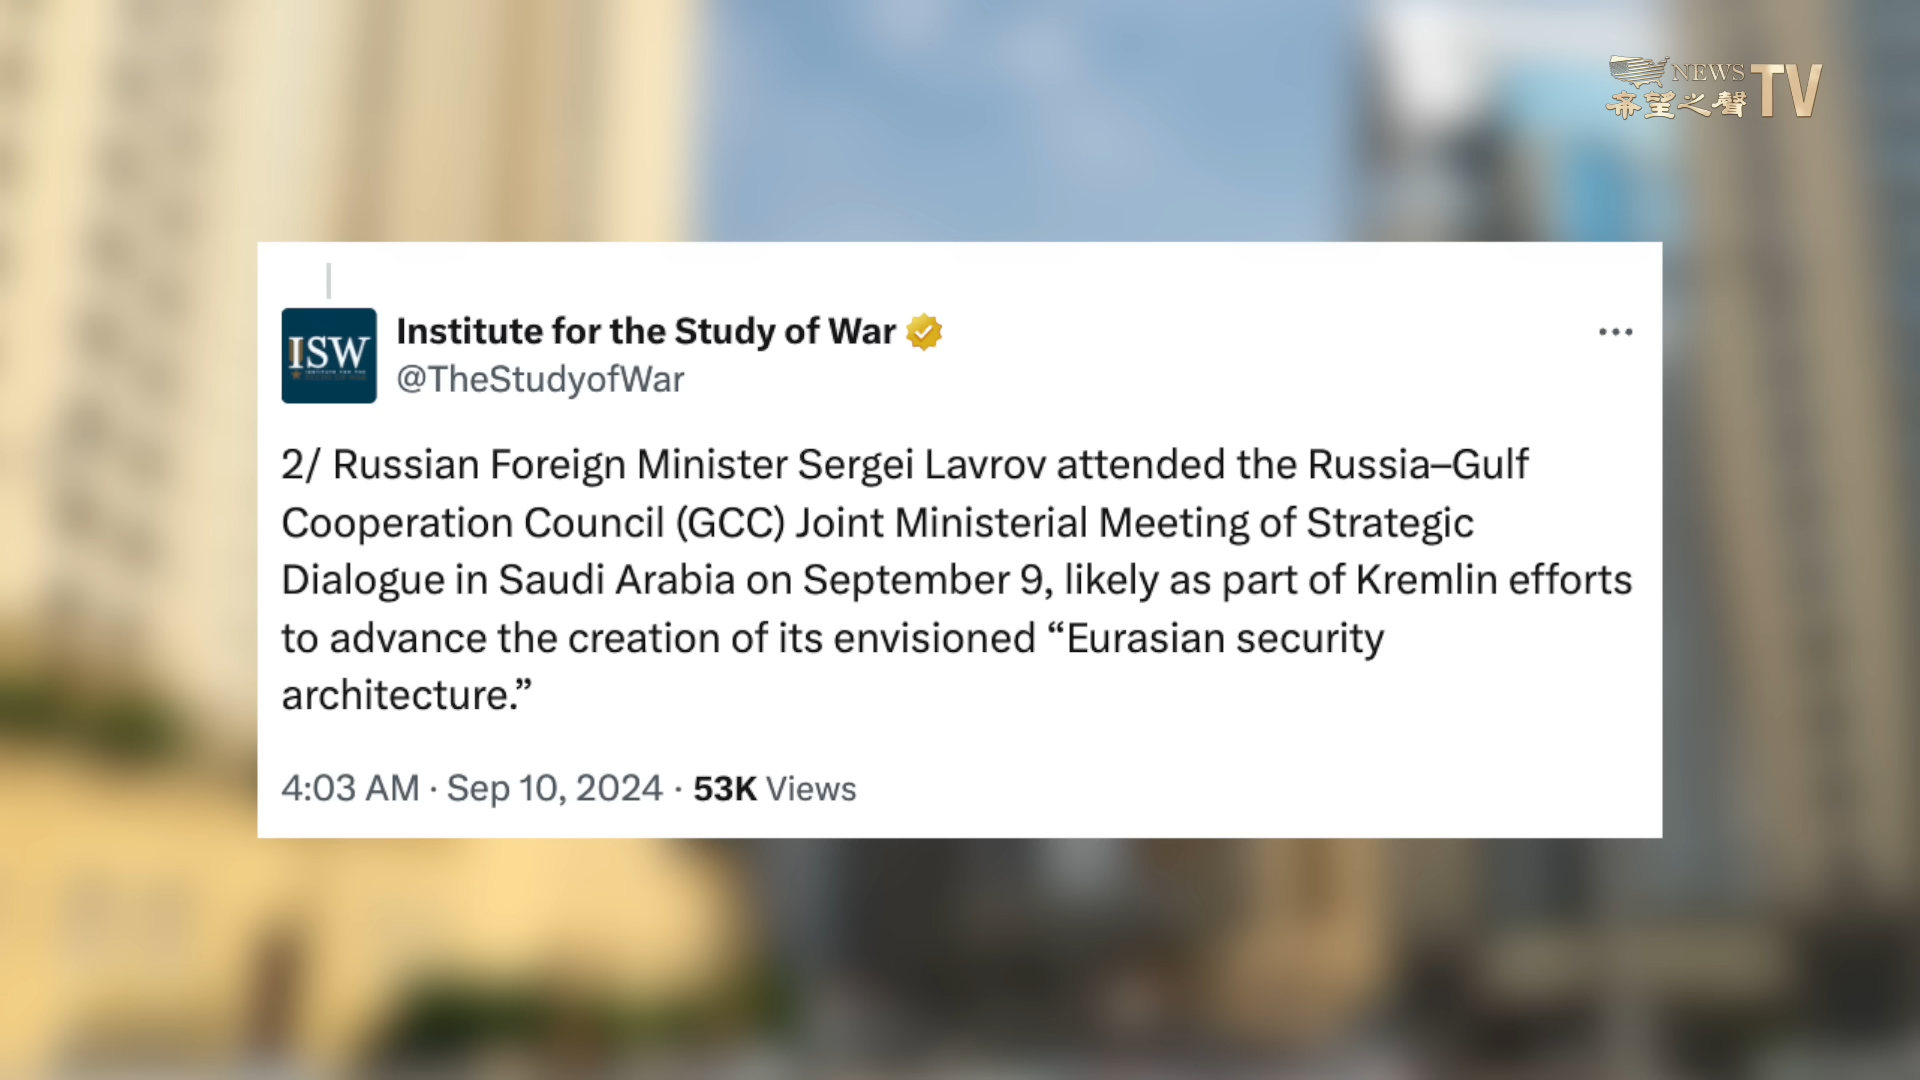 NEWS
希望之聲TV
ISW
Institute for the Study of War
@TheStudyofWar
2/ Russian Foreign Minister Sergei Lavrov attended the Russia–Gulf
Cooperation Council (GCC) Joint Ministerial Meeting of Strategic
Dialogue in Saudi Arabia on September 9, likely as part of Kremlin efforts
to advance the creation of its envisioned “Eurasian security
architecture.”
4:03 AM · Sep 10, 2024 · 53K Views